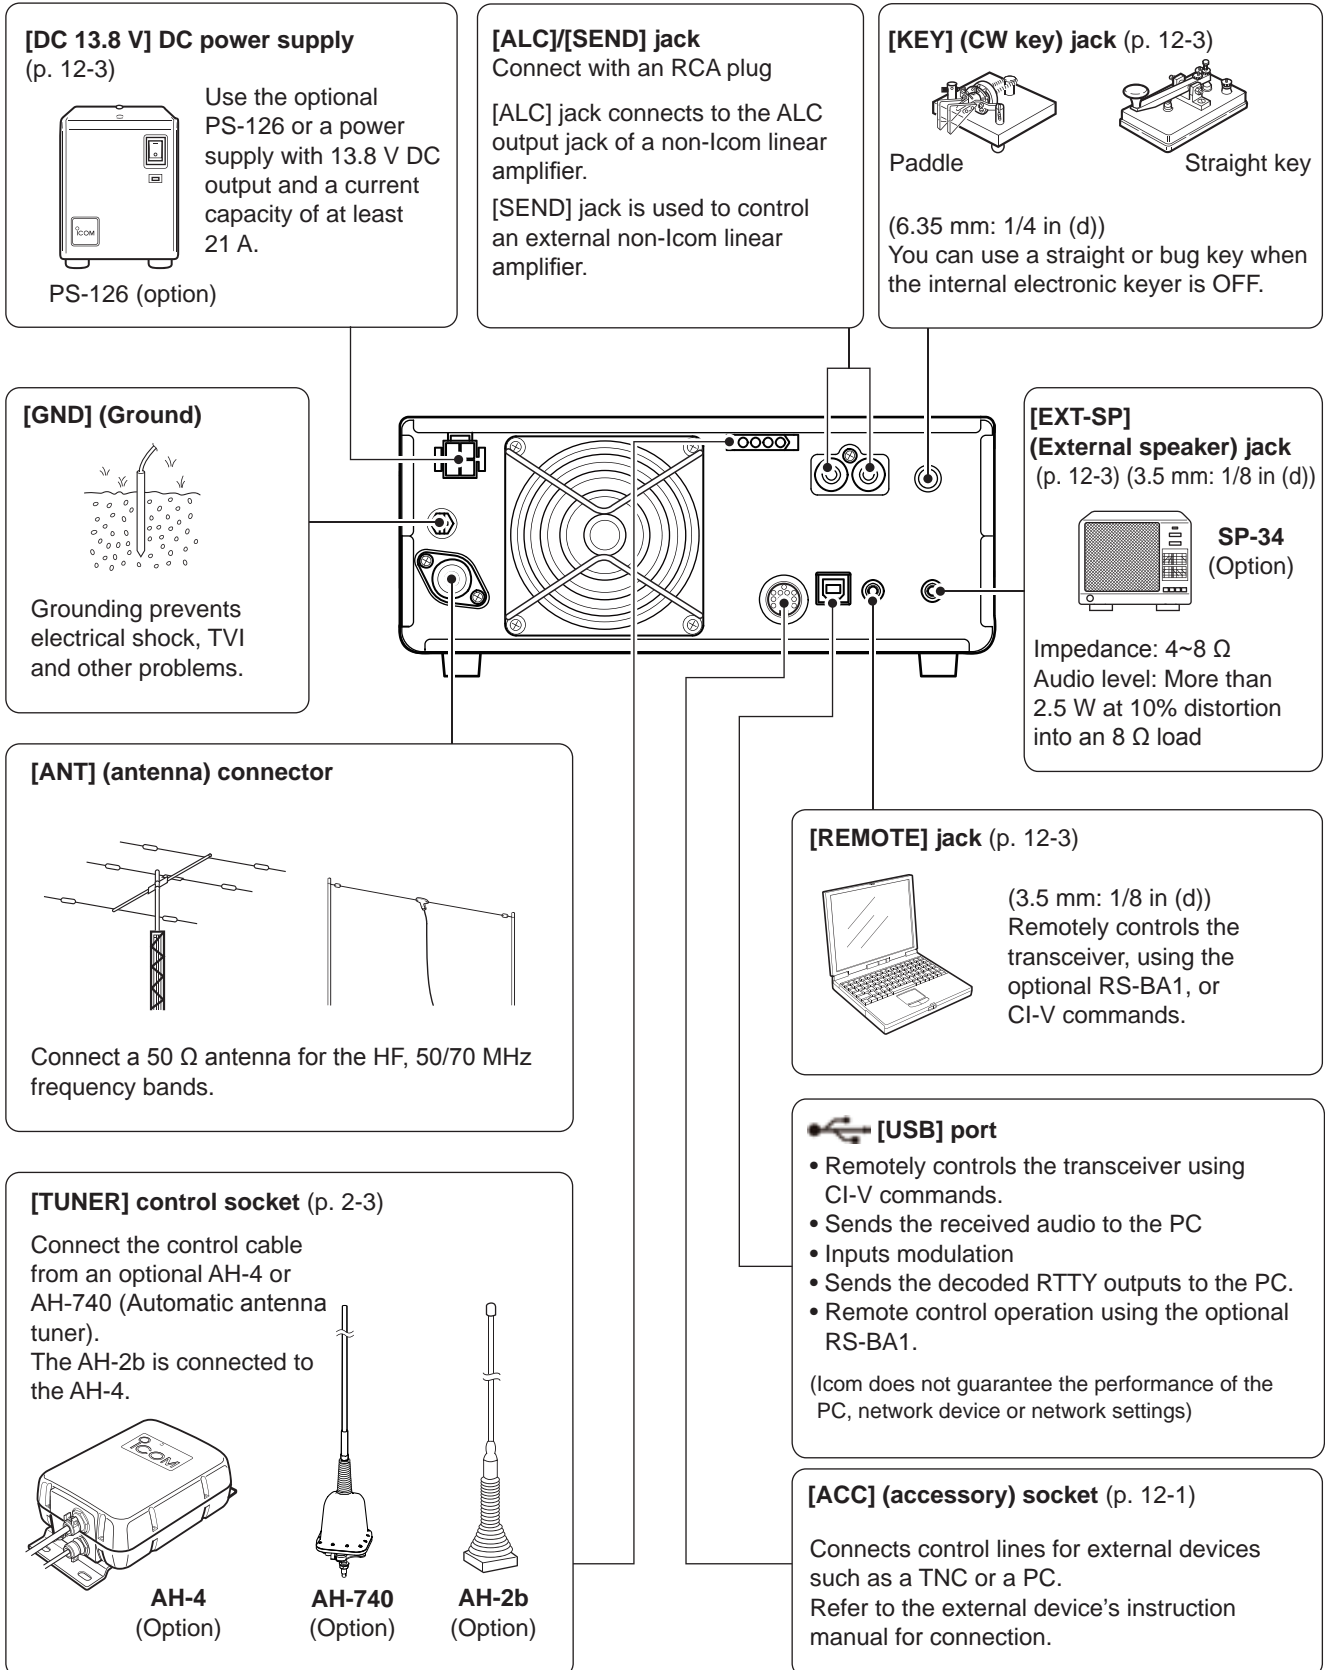 [DC 13.8 V] DC power supply
(p. 12-3)
Use the optional
PS-126 or a power
supply with 13.8 V DC
output and a current
capacity of at least
21 A.
ICOM
PS-126 (option)
[ALC]/[SEND] jack
Connect with an RCA plug
[ALC] jack connects to the ALC
output jack of a non-Icom linear
amplifier.
[SEND] jack is used to control
an external non-Icom linear
amplifier.
[KEY] (CW key) jack (p. 12-3)
Paddle
Straight key
(6.35 mm: 1/4 in (d))
You can use a straight or bug key when
the internal electronic keyer is OFF.
[GND] (Ground)
Grounding prevents
electrical shock, TVI
and other problems.
[EXT-SP]
(External speaker) jack
(p. 12-3) (3.5 mm: 1/8 in (d))
SP-34
(Option)
Impedance: 4~8 Ω
Audio level: More than
2.5 W at 10% distortion
into an 8 Ω load
[ANT] (antenna) connector
Connect a 50 Ω antenna for the HF, 50/70 MHz
frequency bands.
[REMOTE] jack (p. 12-3)
(3.5 mm: 1/8 in (d))
Remotely controls the
transceiver, using the
optional RS-BA1, or
CI-V commands.
[USB] port
• Remotely controls the transceiver using
CI-V commands.
• Sends the received audio to the PC
• Inputs modulation
• Sends the decoded RTTY outputs to the PC.
• Remote control operation using the optional
RS-BA1.
(Icom does not guarantee the performance of the
PC, network device or network settings)
[TUNER] control socket (p. 2-3)
Connect the control cable
from an optional AH-4 or
AH-740 (Automatic antenna
tuner).
The AH-2b is connected to
the AH-4.
ICOM
AH-4
(Option)
AH-740
(Option)
AH-2b
(Option)
[ACC] (accessory) socket (p. 12-1)
Connects control lines for external devices
such as a TNC or a PC.
Refer to the external device's instruction
manual for connection.